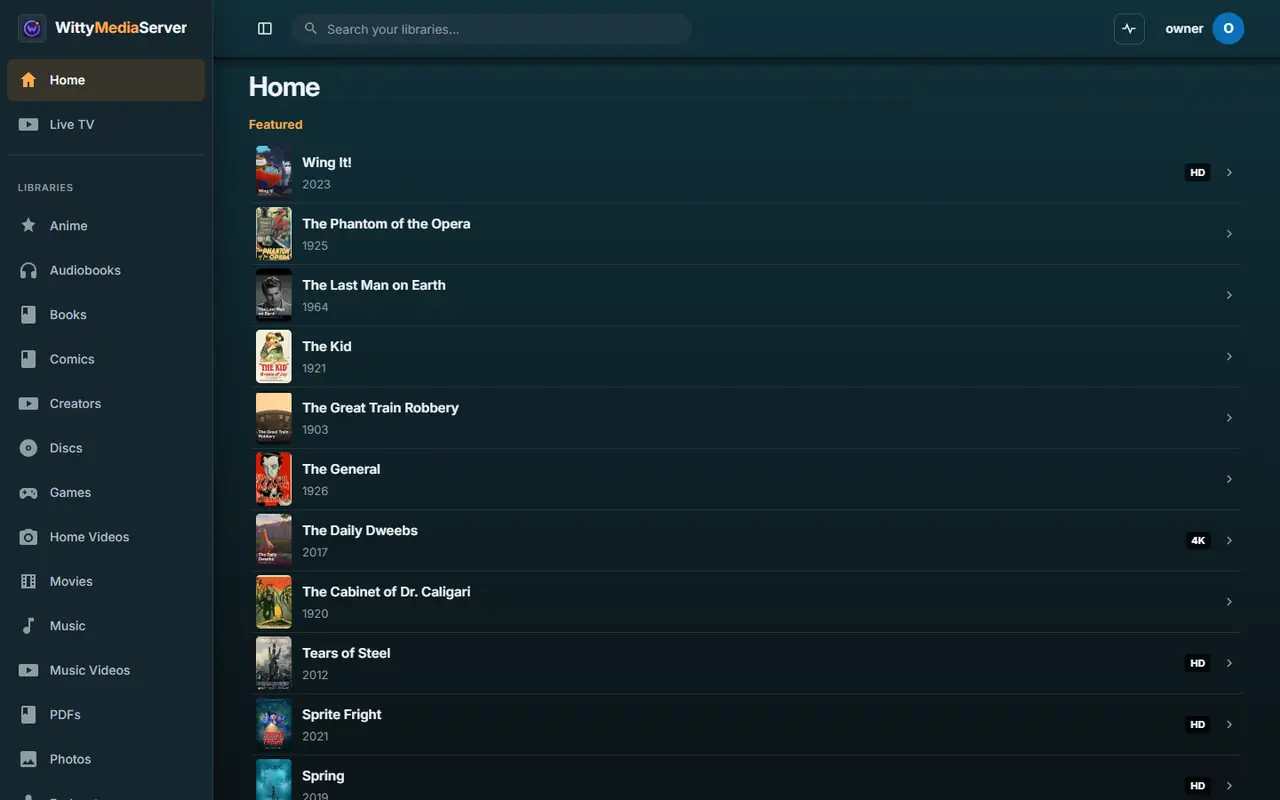 WittyMediaServer
Search your libraries...
owner
O
Home
Live TV
LIBRARIES
Anime
Audiobooks
Books
Comics
Creators
Discs
Games
Home Videos
Movies
Music
Music Videos
PDFs
Photos
Home
Featured
Wing It!
2023
HD
The Phantom of the Opera
1925
The Last Man on Earth
1964
The Kid
1921
The Great Train Robbery
1903
The General
1926
The Daily Dweebs
2017
4K
The Cabinet of Dr. Caligari
1920
Tears of Steel
2012
HD
Sprite Fright
2021
HD
Spring
2019
HD